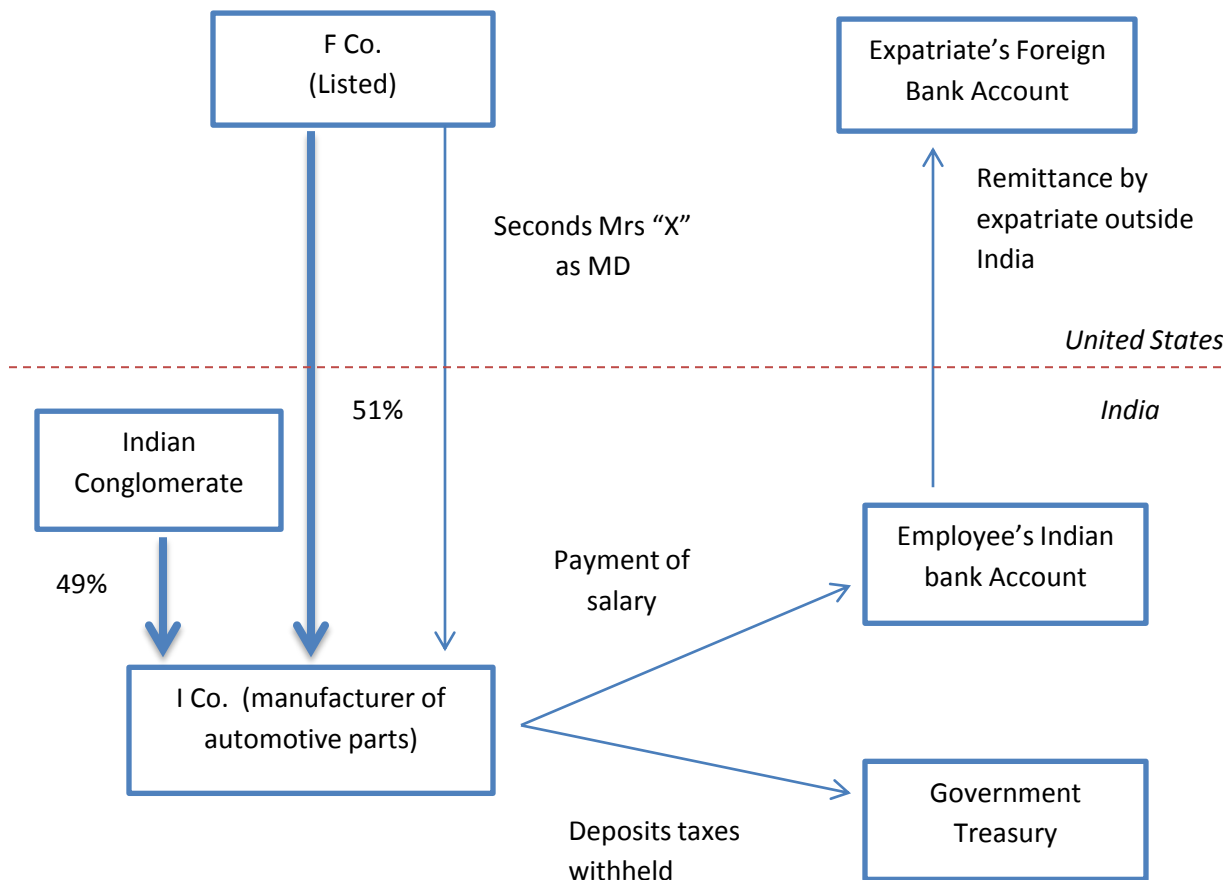 F Co.
(Listed)
Expatriate’s Foreign
Bank Account
Seconds Mrs “X”
as MD
Remittance by
expatriate outside
India
United States
India
51%
Indian
Conglomerate
49%
Payment of
salary
Employee’s Indian
bank Account
I Co.  (manufacturer of
automotive parts)
Deposits taxes
withheld
Government
Treasury